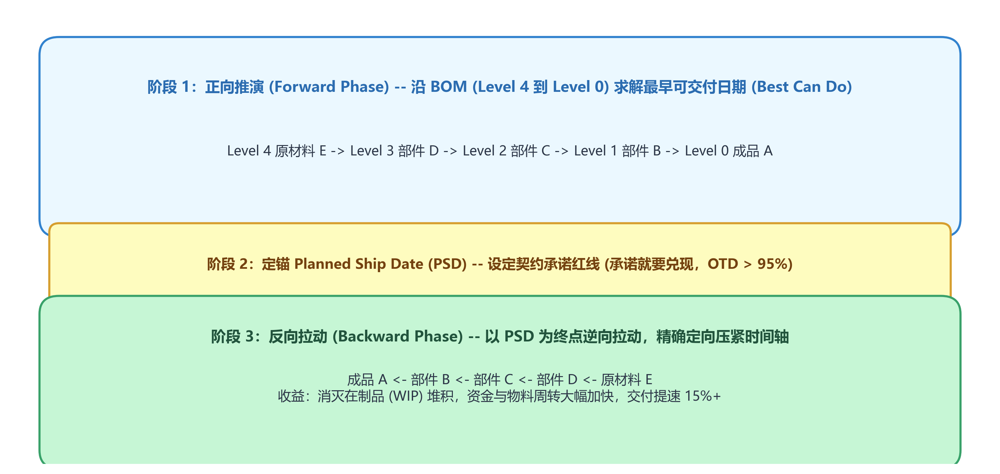 阶段 1：正向推演 (Forward Phase) -- 沿 BOM (Level 4 到 Level 0) 求解最早可交付日期 (Best Can Do)
Level 4 原材料 E -> Level 3 部件 D -> Level 2 部件 C -> Level 1 部件 B -> Level 0 成品 A
阶段 2：定锚 Planned Ship Date (PSD) -- 设定契约承诺红线 (承诺就要兑现，OTD > 95%)
阶段 3：反向拉动 (Backward Phase) -- 以 PSD 为终点逆向拉动，精确定向压紧时间轴
成品 A <- 部件 B <- 部件 C <- 部件 D <- 原材料 E
收益：消灭在制品 (WIP) 堆积，资金与物料周转大幅加快，交付提速 15%+